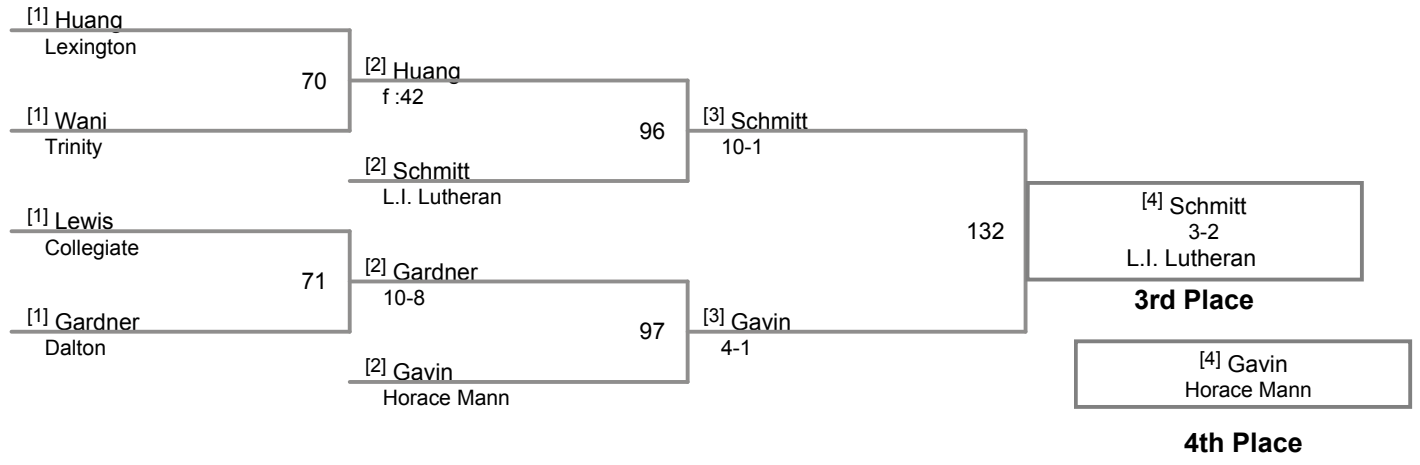 [1] Huang
Lexington
70
[1] Wani
Trinity
[2] Huang
f :42
96
[2] Schmitt
L.I. Lutheran
[1] Lewis
Collegiate
71
[1] Gardner
Dalton
[2] Gardner
10-8
97
[2] Gavin
Horace Mann
[3] Schmitt
10-1
132
[3] Gavin
4-1
[4] Schmitt
3-2
L.I. Lutheran
3rd Place
[4] Gavin
Horace Mann
4th Place